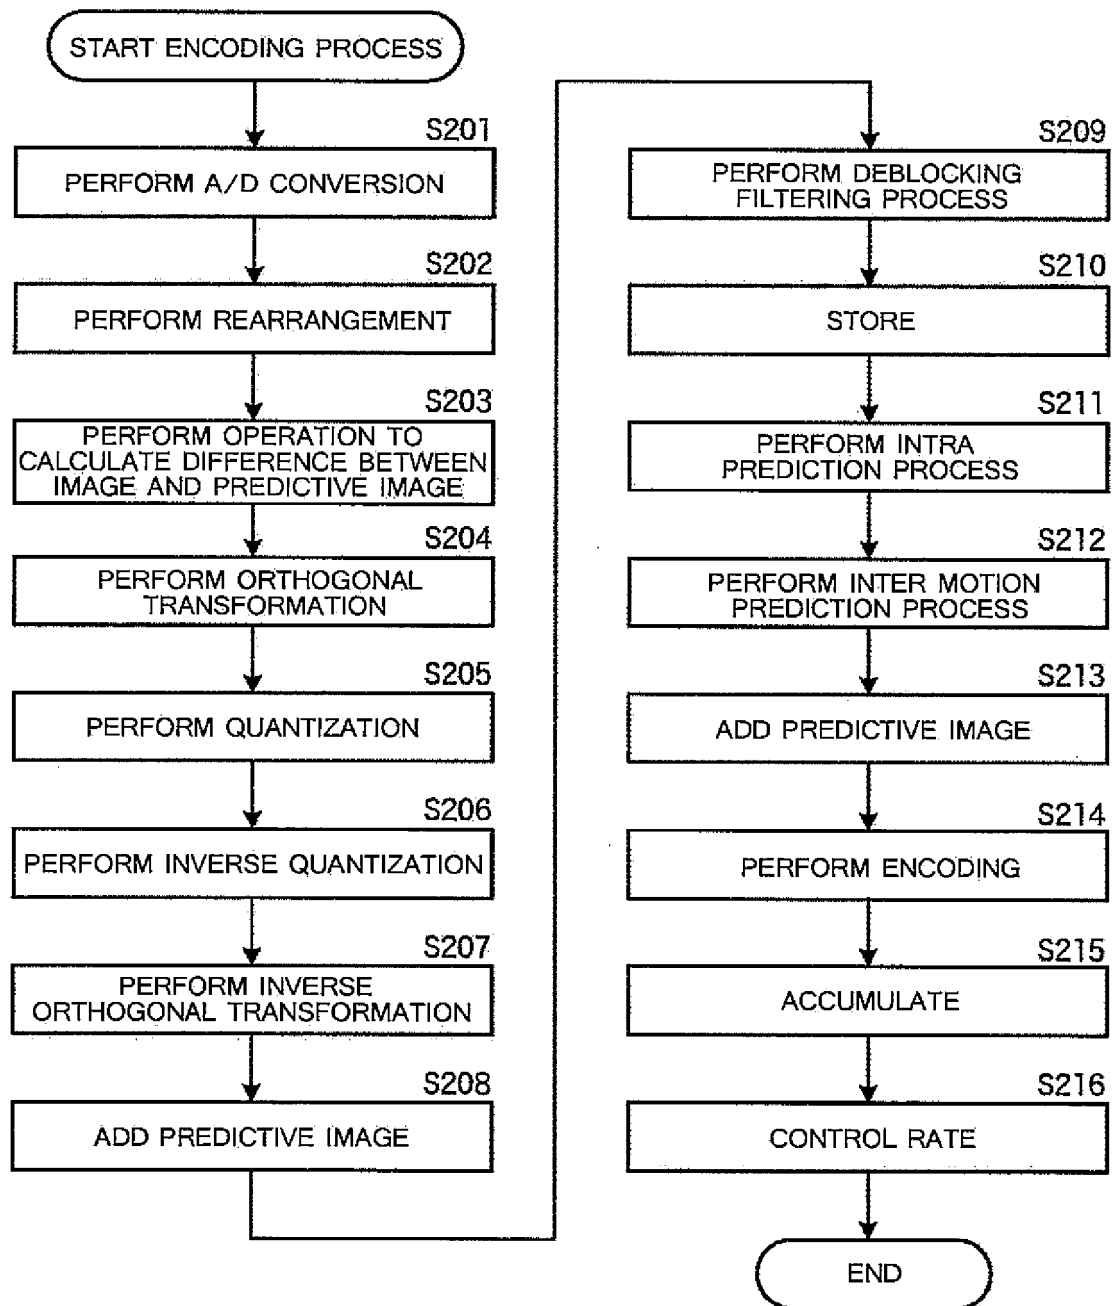 START ENCODING PROCESS
S201
PERFORM A/D CONVERSION
S202
PERFORM REARRANGEMENT
S203
PERFORM OPERATION TO
CALCULATE DIFFERENCE BETWEEN
IMAGE AND PREDICTIVE IMAGE
S204
PERFORM ORTHOGONAL
TRANSFORMATION
S205
PERFORM QUANTIZATION
S206
PERFORM INVERSE QUANTIZATION
S207
PERFORM INVERSE
ORTHOGONAL TRANSFORMATION
S208
ADD PREDICTIVE IMAGE
S209
PERFORM DEBLOCKING
FILTERING PROCESS
S210
STORE
S211
PERFORM INTRA
PREDICTION PROCESS
S212
PERFORM INTER MOTION
PREDICTION PROCESS
S213
ADD PREDICTIVE IMAGE
S214
PERFORM ENCODING
S215
ACCUMULATE
S216
CONTROL RATE
END